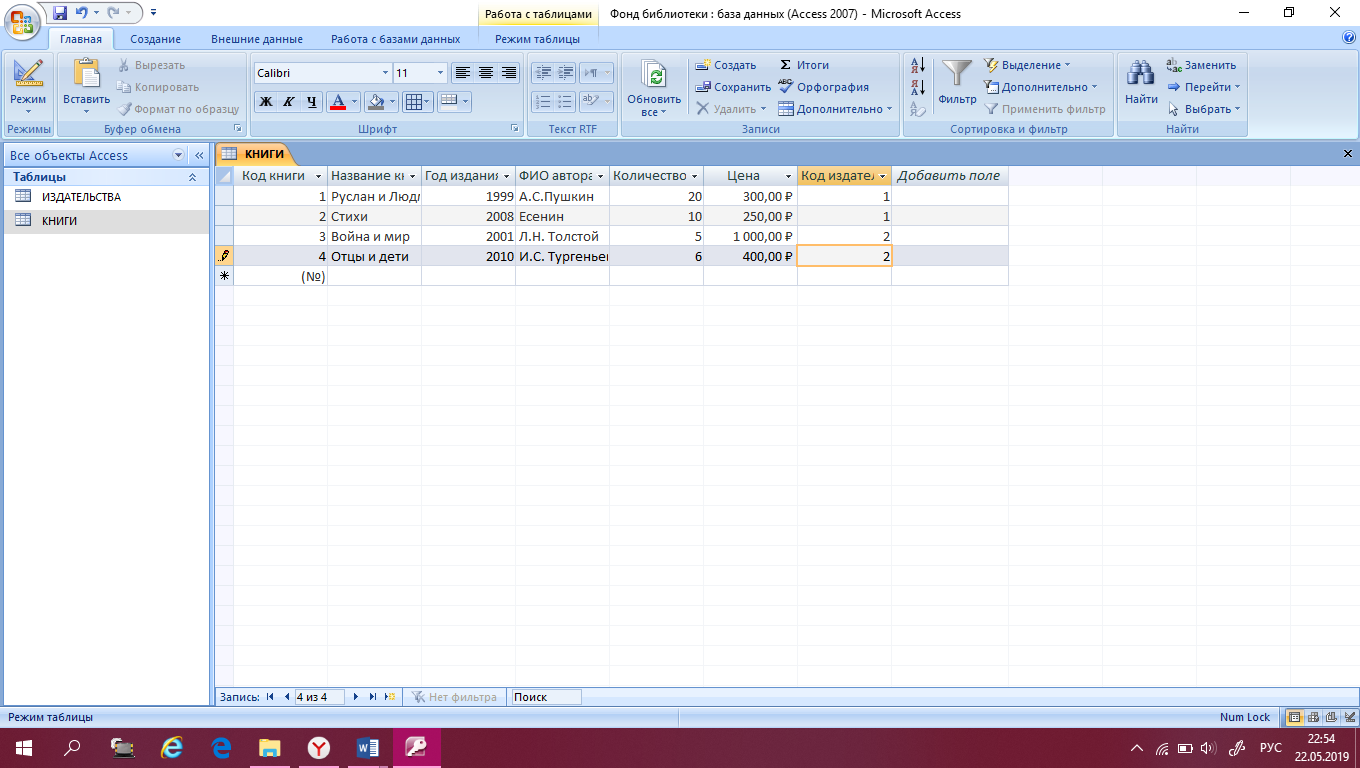 Работа с таблицами Фонд библиотеки : база данных (Access 2007) - Microsoft Access
Главная Создание Внешние данные Работа с базами данных Режим таблицы
Режим
Режимы
Вставить
Вырезать
Копировать
Формат по образцу
Буфер обмена
Calibri 11
Ж К Ч
Шрифт
Текст RTF
Обновить все
Создать
Сохранить
Удалить
Итоги
Орфография
Дополнительно
Записи
Фильтр
Выделение
Дополнительно
Применить фильтр
Сортировка и фильтр
Найти
Заменить
Перейти
Выбрать
Найти
Все объекты Access
Таблицы
ИЗДАТЕЛЬСТВА
КНИГИ
КНИГИ
Код книги Название кн Год издания ФИО автора Количество Цена Код издател Добавить поле
1 Руслан и Людм 1999 А.С.Пушкин 20 300,00 ₽ 1
2 Стихи 2008 Есенин 10 250,00 ₽ 1
3 Война и мир 2001 Л.Н. Толстой 5 1 000,00 ₽ 2
4 Отцы и дети 2010 И.С. Тургенев 6 400,00 ₽ 2
(№)
Запись: 4 из 4 Нет фильтра Поиск
Режим таблицы Num Lock
РУС 22:54
22.05.2019